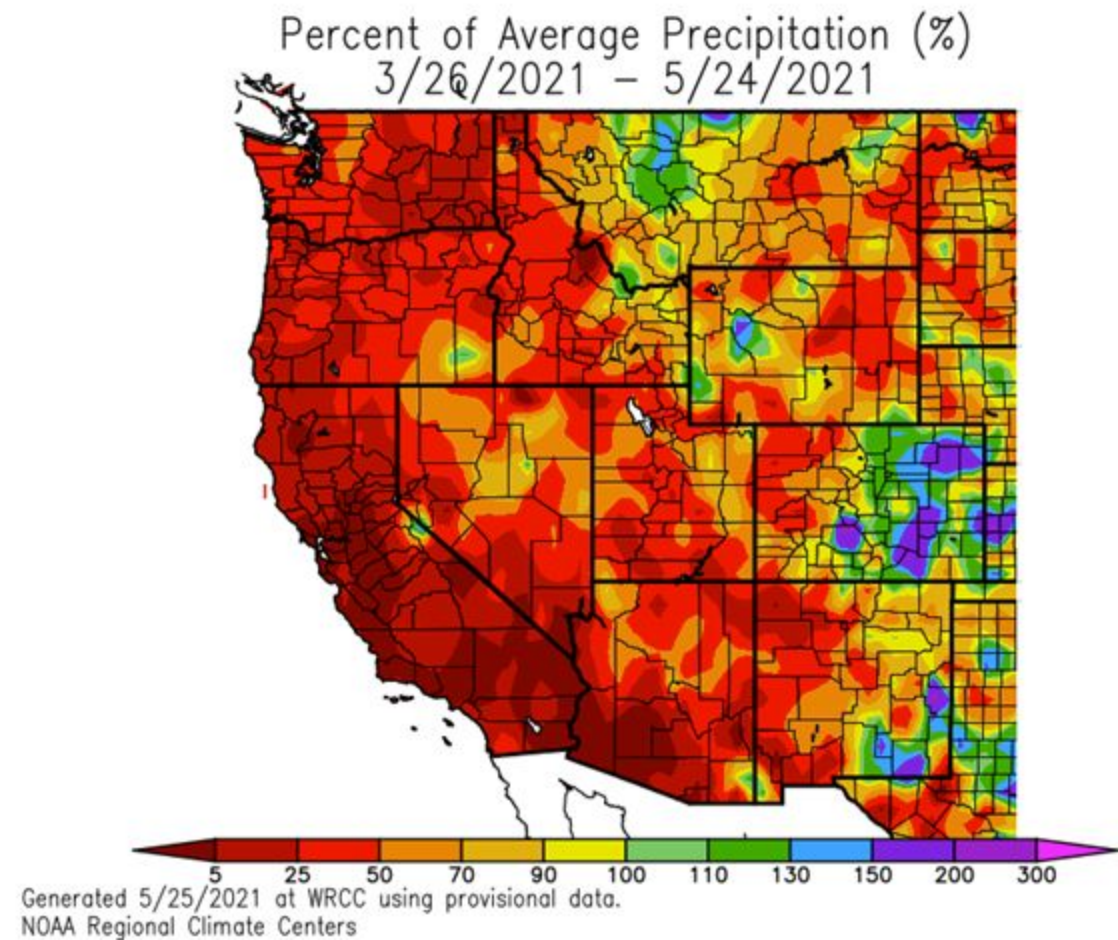 Percent of Average Precipitation (%)
3/26/2021 – 5/24/2021
5 25 50 70 90 100 110 130 150 200 300
Generated 5/25/2021 at WRCC using provisional data.
NOAA Regional Climate Centers